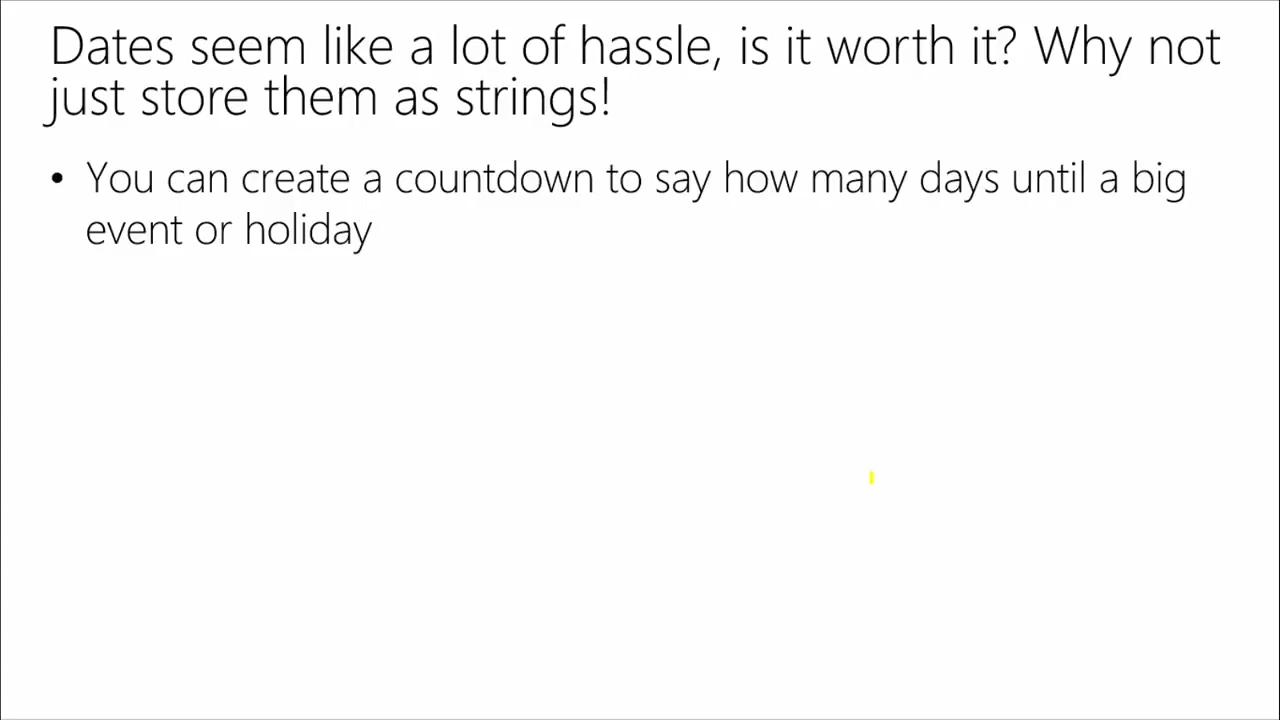 Dates seem like a lot of hassle, is it worth it? Why not
just store them as strings!
• You can create a countdown to say how many days until a big
event or holiday